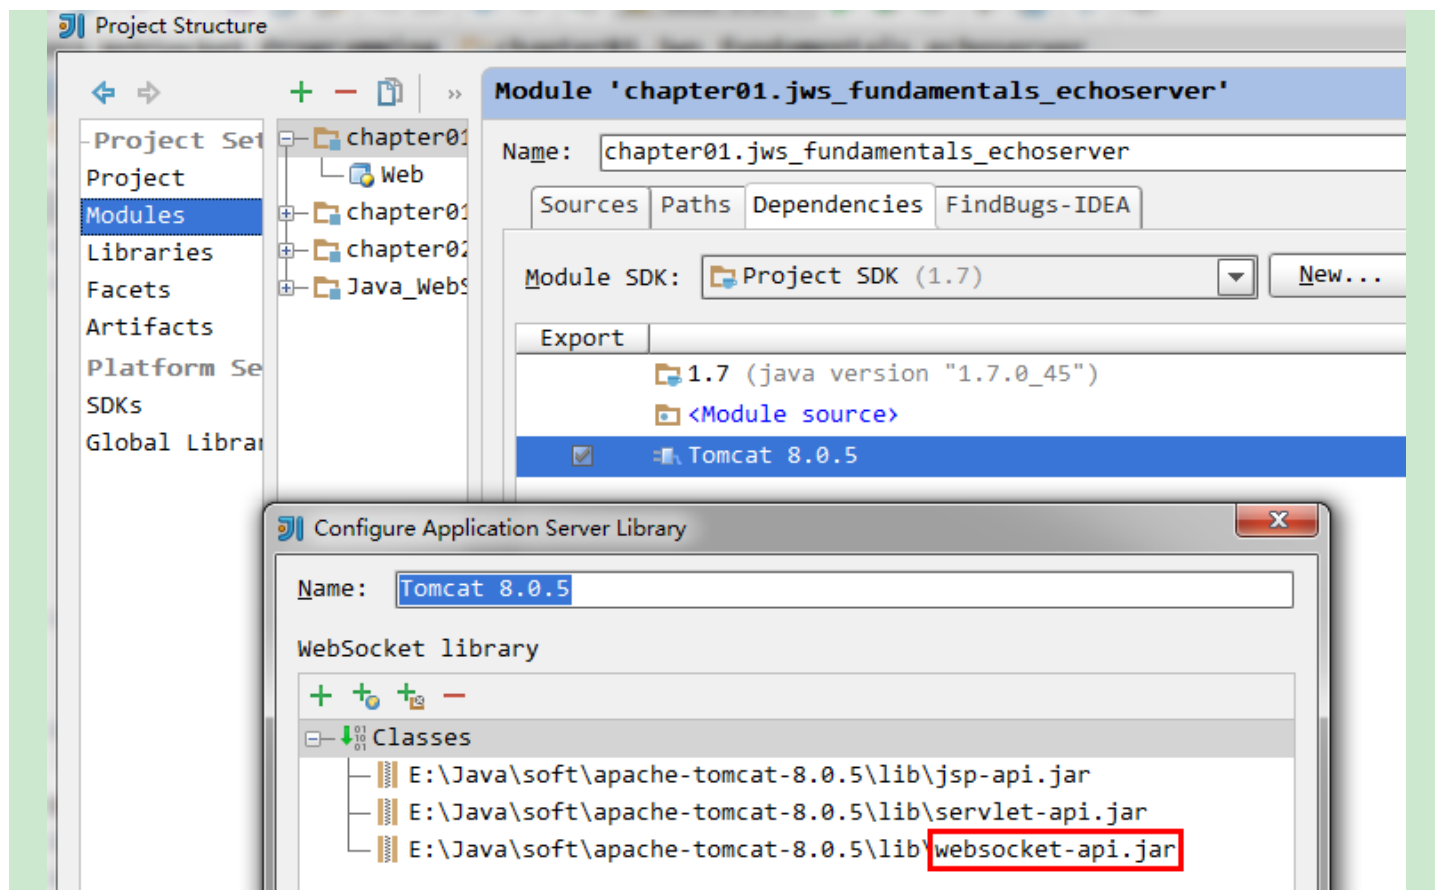 Project Structure
Module 'chapter01.jws_fundamentals_echoserver'
Project Set
Project
Modules
Libraries
Facets
Artifacts
Platform Se
SDKs
Global Librar
chapter01
Web
chapter01
chapter02
Java_WebS
Name: chapter01.jws_fundamentals_echoserver
Sources Paths Dependencies FindBugs-IDEA
Module SDK: Project SDK (1.7) New...
Export
1.7 (java version "1.7.0_45")
<Module source>
Tomcat 8.0.5
Configure Application Server Library
Name: Tomcat 8.0.5
WebSocket library
Classes
E:\Java\soft\apache-tomcat-8.0.5\lib\jsp-api.jar
E:\Java\soft\apache-tomcat-8.0.5\lib\servlet-api.jar
E:\Java\soft\apache-tomcat-8.0.5\lib\websocket-api.jar